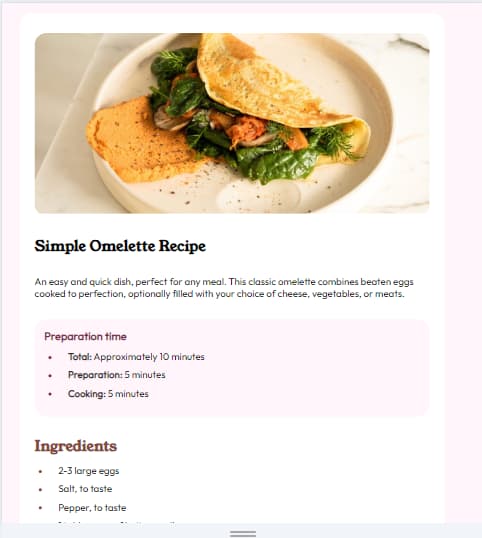 Simple Omelette Recipe
An easy and quick dish, perfect for any meal. This classic omelette combines beaten eggs
cooked to perfection, optionally filled with your choice of cheese, vegetables, or meats.
Preparation time
• Total: Approximately 10 minutes
• Preparation: 5 minutes
• Cooking: 5 minutes
Ingredients
• 2-3 large eggs
• Salt, to taste
• Pepper, to taste